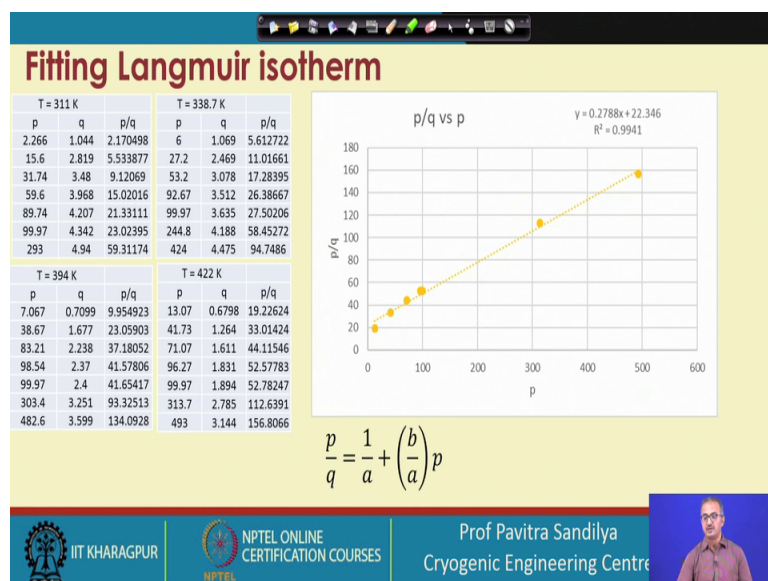 Fitting Langmuir isotherm
T = 311 K
p q p/q
2.266 1.044 2.170498
15.6 2.819 5.533877
31.74 3.48 9.12069
59.6 3.968 15.02016
89.74 4.207 21.33111
99.97 4.342 23.02395
293 4.94 59.31174
T = 338.7 K
p q p/q
6 1.069 5.612722
27.2 2.469 11.01661
53.2 3.078 17.28395
92.67 3.512 26.38667
99.97 3.635 27.50206
244.8 4.188 58.45272
424 4.475 94.7486
T = 394 K
p q p/q
7.067 0.7099 9.954923
38.67 1.677 23.05903
83.21 2.238 37.18052
98.54 2.37 41.57806
99.97 2.4 41.65417
303.4 3.251 93.32513
482.6 3.599 134.0928
T = 422 K
p q p/q
13.07 0.6798 19.22624
41.73 1.264 33.01424
71.07 1.611 44.11546
96.27 1.831 52.57783
99.97 1.894 52.78247
313.7 2.785 112.6391
493 3.144 156.8066
p/q vs p
y = 0.2788x + 22.346
R² = 0.9941
180
160
140
120
100
80
60
40
20
0
p/q
0 100 200 300 400 500 600
p
p/q = 1/a + (b/a) p
IIT KHARAGPUR
NPTEL
NPTEL ONLINE
CERTIFICATION COURSES
Prof Pavitra Sandilya
Cryogenic Engineering Centre